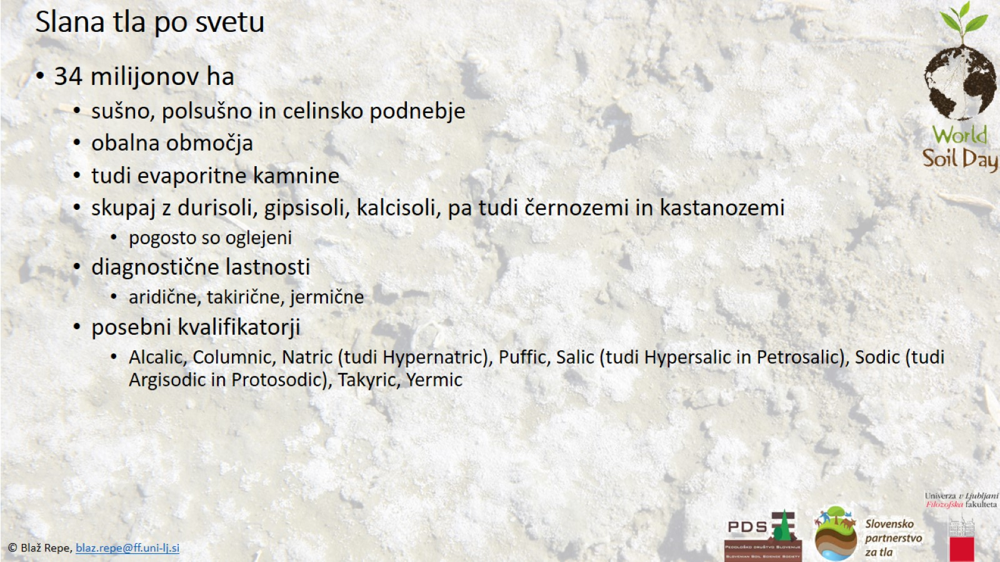 Slana tla po svetu
• 34 milijonov ha
• sušno, polsušno in celinsko podnebje
• obalna območja
• tudi evaporitne kamnine
• skupaj z durisoli, gipsisoli, kalcisoli, pa tudi černozemi in kastanozemi
• pogosto so oglejeni
• diagnostične lastnosti
• aridične, takirične, jermične
• posebni kvalifikatorji
• Alcalic, Columnic, Natric (tudi Hypernatric), Puffic, Salic (tudi Hypersalic in Petrosalic), Sodic (tudi
Argisodic in Protosodic), Takyric, Yermic
World
Soil Day
Univerza v Ljubljani
Filozofska fakulteta
PDS
PEDOLOŠKO DRUŠTVO SLOVENIJE
SLOVENIAN SOIL SCIENCE SOCIETY
Slovensko
partnerstvo
za tla
© Blaž Repe, blaz.repe@ff.uni-lj.si